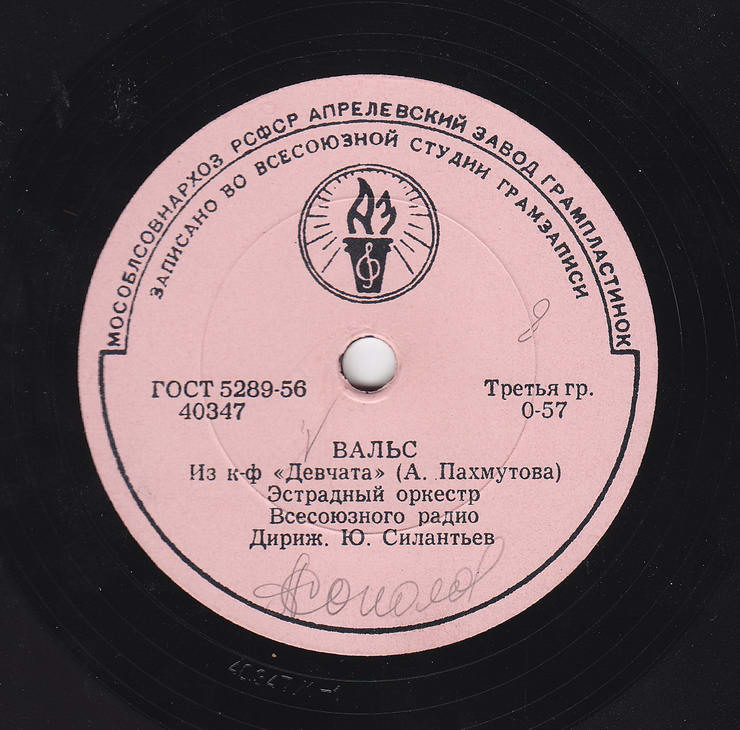 МОСОБЛСОВНАРХОЗ РСФСР АПРЕЛЕВСКИЙ ЗАВОД ГРАМПЛАСТИНОК
ЗАПИСАНО ВО ВСЕСОЮЗНОЙ СТУДИИ ГРАМЗАПИСИ
АЗ
ГОСТ 5289-56
40347
Третья гр.
0-57
ВАЛЬС
Из к-ф «Девчата» (А. Пахмутова)
Эстрадный оркестр
Всесоюзного радио
Дириж. Ю. Силантьев